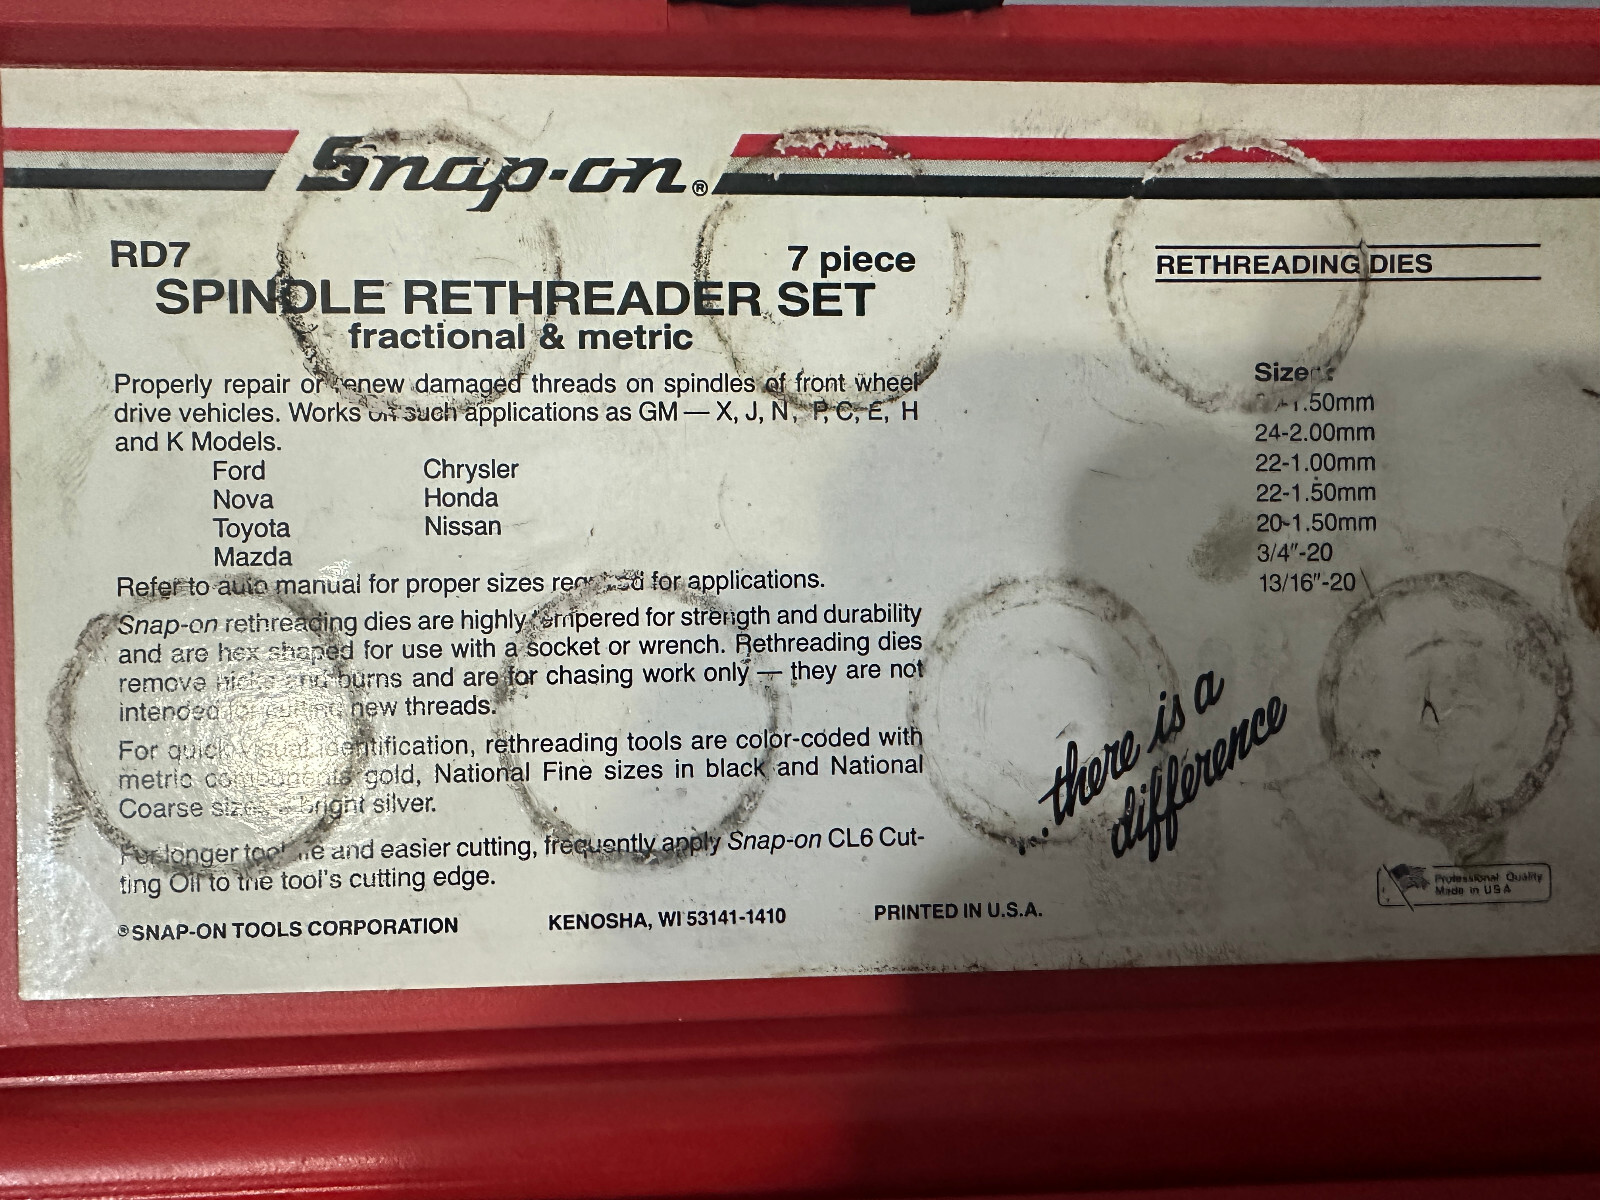 Snap-on®
RD7
7 piece
SPINDLE RETHREADER SET
fractional & metric
Properly repair or renew damaged threads on spindles of front wheel
drive vehicles. Works on such applications as GM — X, J, N, P, C, E, H
and K Models.
Ford Chrysler
Nova Honda
Toyota Nissan
Mazda
Refer to auto manual for proper sizes required for applications.
Snap-on rethreading dies are highly tempered for strength and durability
and are hex shaped for use with a socket or wrench. Rethreading dies
remove nicks and burns and are for chasing work only — they are not
intended for cutting new threads.
For quick visual identification, rethreading tools are color-coded with
metric components gold, National Fine sizes in black and National
Coarse sizes bright silver.
For longer tool life and easier cutting, frequently apply Snap-on CL6 Cut-
ting Oil to the tool's cutting edge.
®SNAP-ON TOOLS CORPORATION KENOSHA, WI 53141-1410 PRINTED IN U.S.A.
RETHREADING DIES
Sizes:
1.50mm
24-2.00mm
22-1.00mm
22-1.50mm
20-1.50mm
3/4"-20
13/16"-20
...there is a
difference
Professional Quality
Made in USA